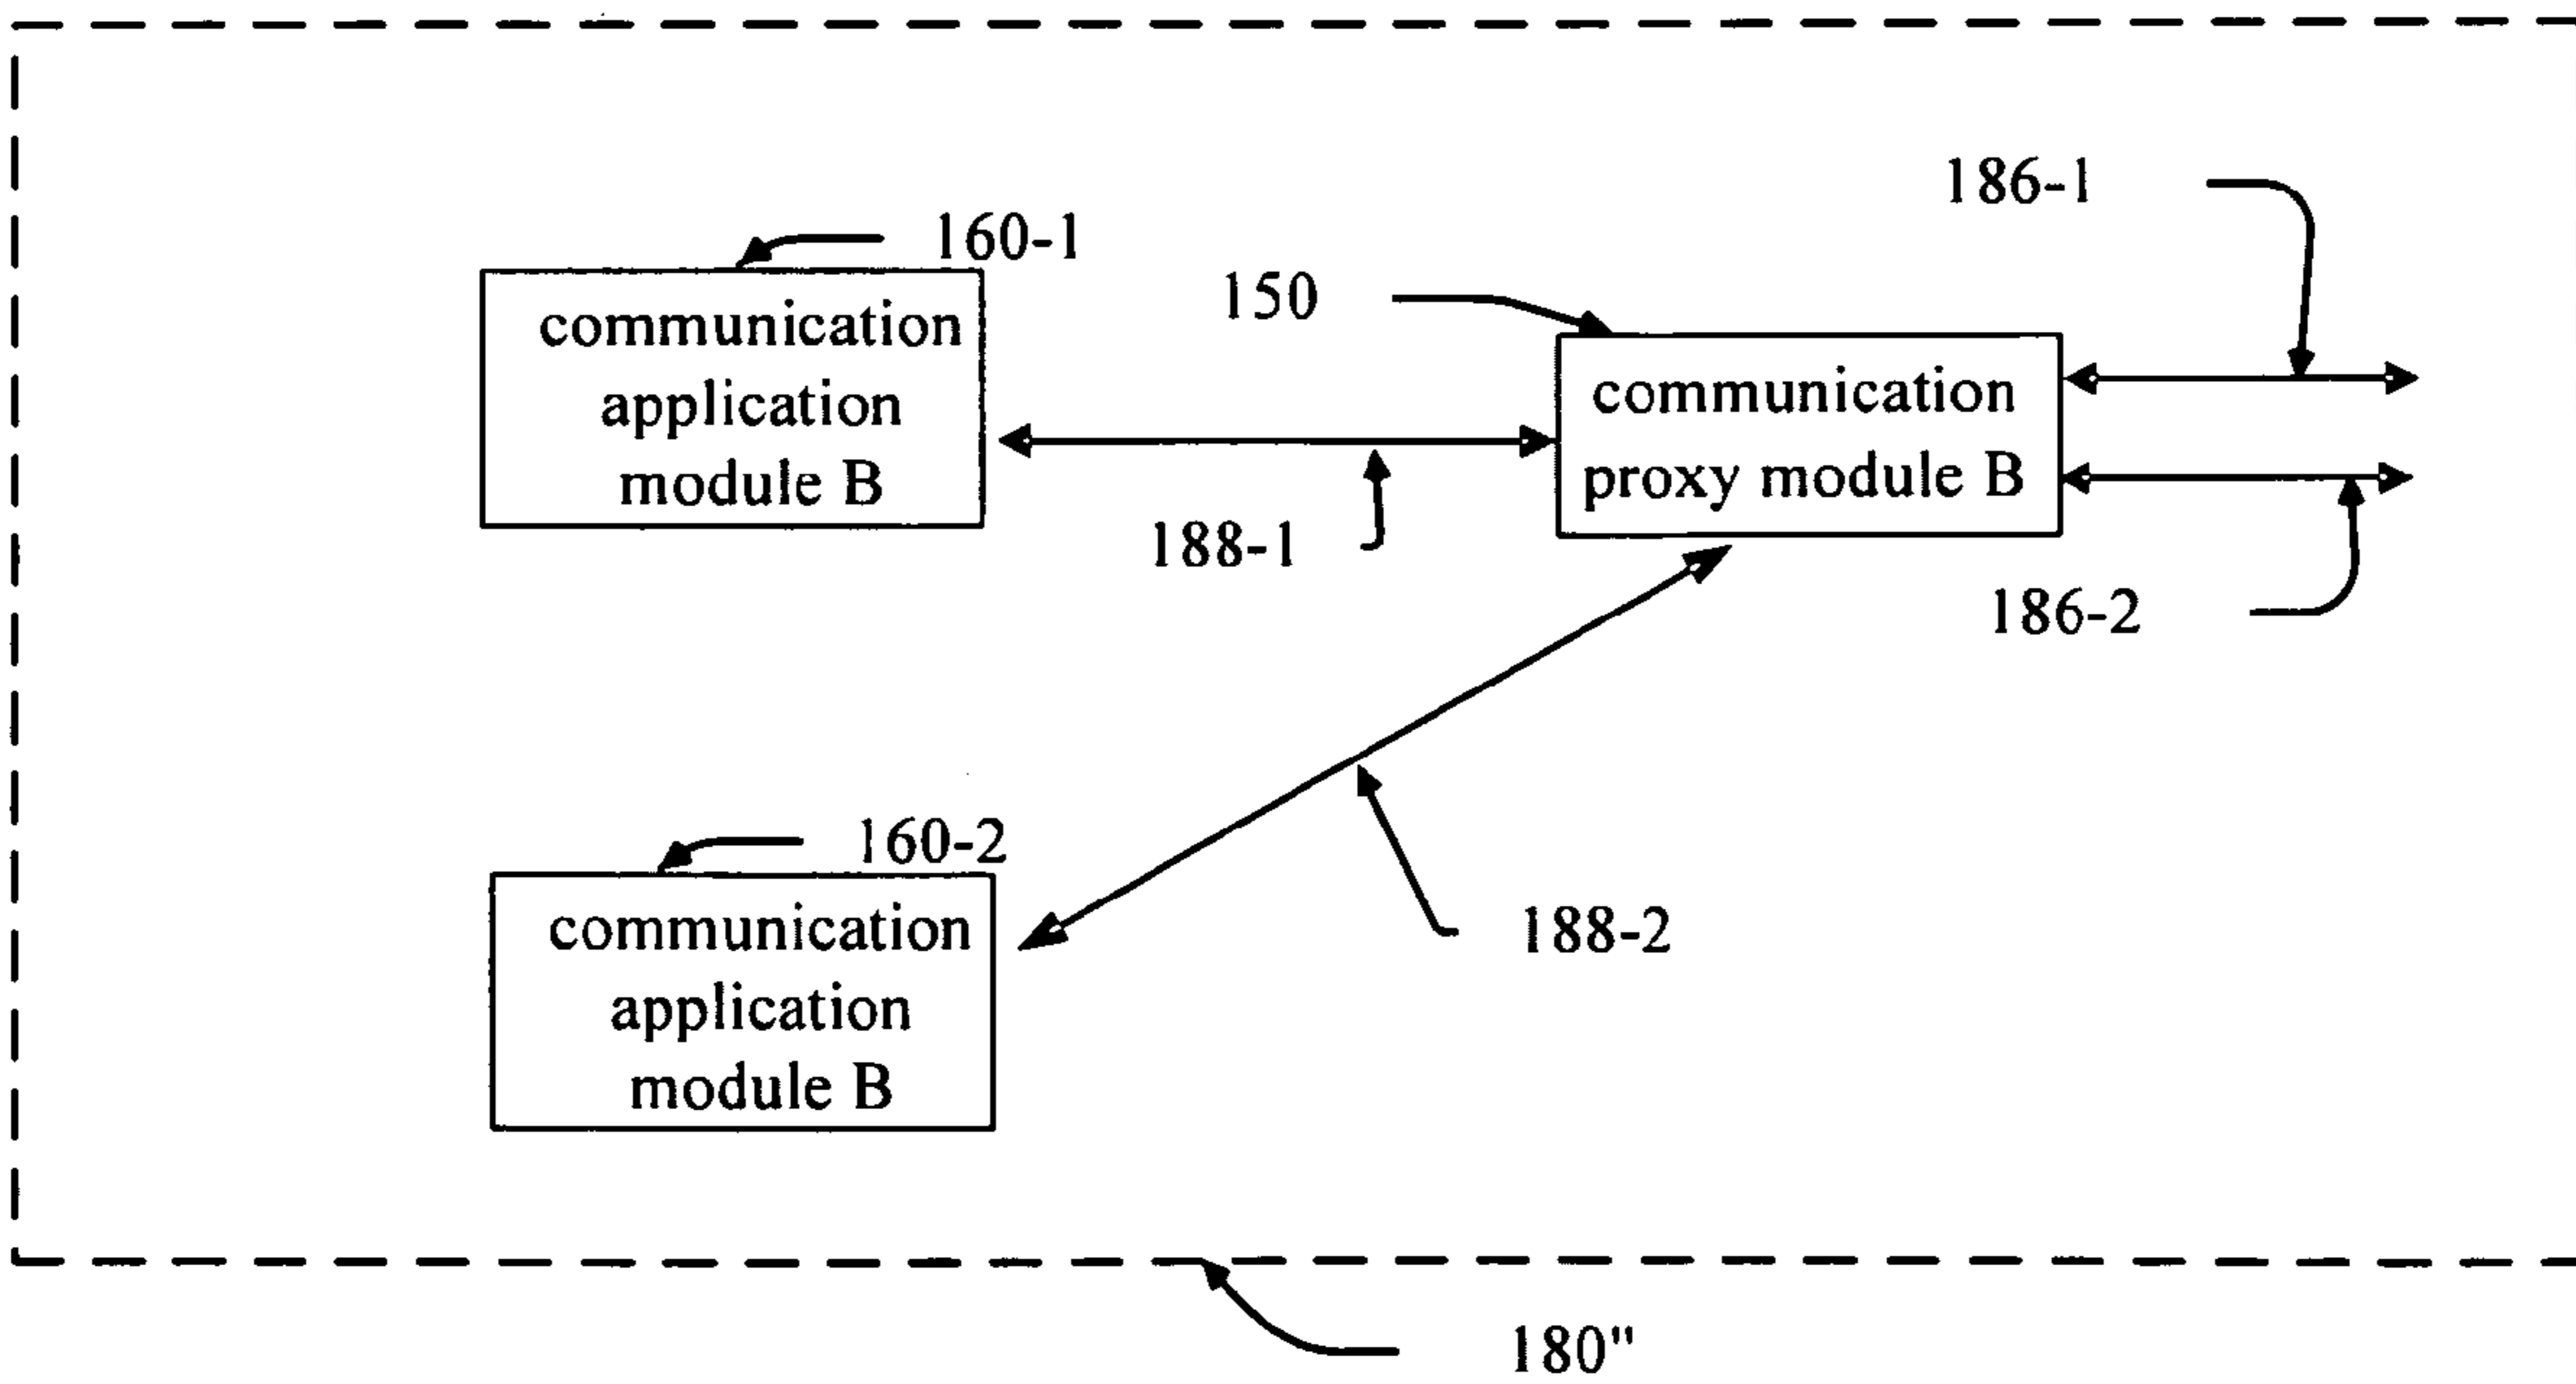 186-1
160-1
150
communication
application
module B
communication
proxy module B
188-1
186-2
160-2
188-2
communication
application
module B
180"